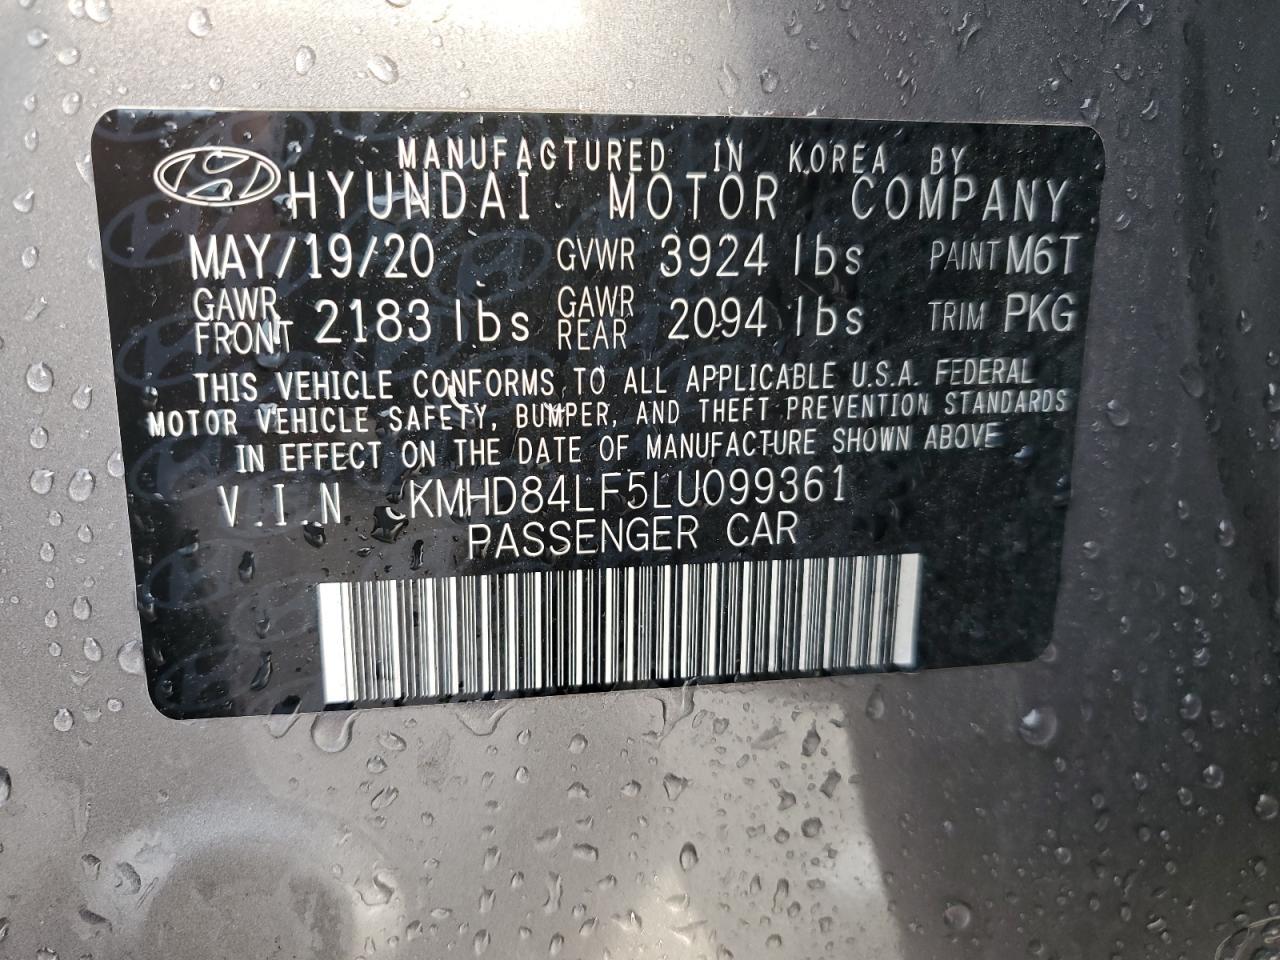 MANUFACTURED IN KOREA BY
HYUNDAI MOTOR COMPANY
MAY/19/20 GVWR 3924 lbs PAINT M6T
GAWR FRONT 2183 lbs GAWR REAR 2094 lbs TRIM PKG
THIS VEHICLE CONFORMS TO ALL APPLICABLE U.S.A. FEDERAL
MOTOR VEHICLE SAFETY, BUMPER, AND THEFT PREVENTION STANDARDS
IN EFFECT ON THE DATE OF MANUFACTURE SHOWN ABOVE
V.I.N KMHD84LF5LU099361
PASSENGER CAR